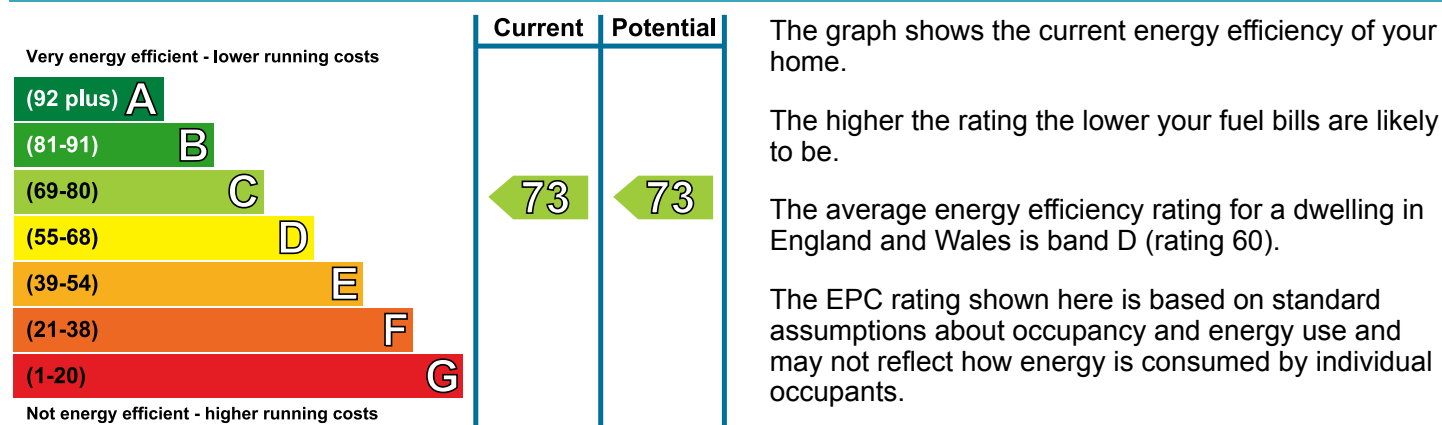 Current Potential
Very energy efficient - lower running costs
(92 plus) A
(81-91) B
(69-80) C
73 73
(55-68) D
(39-54) E
(21-38) F
(1-20) G
Not energy efficient - higher running costs
The graph shows the current energy efficiency of your
home.
The higher the rating the lower your fuel bills are likely
to be.
The average energy efficiency rating for a dwelling in
England and Wales is band D (rating 60).
The EPC rating shown here is based on standard
assumptions about occupancy and energy use and
may not reflect how energy is consumed by individual
occupants.